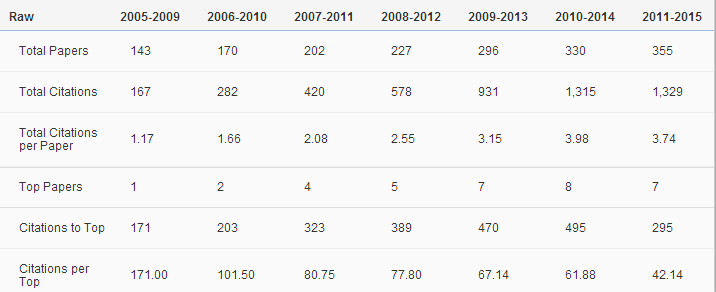 Raw 2005-2009 2006-2010 2007-2011 2008-2012 2009-2013 2010-2014 2011-2015
Total Papers 143 170 202 227 296 330 355
Total Citations 167 282 420 578 931 1,315 1,329
Total Citations
per Paper 1.17 1.66 2.08 2.55 3.15 3.98 3.74
Top Papers 1 2 4 5 7 8 7
Citations to Top 171 203 323 389 470 495 295
Citations per
Top 171.00 101.50 80.75 77.80 67.14 61.88 42.14